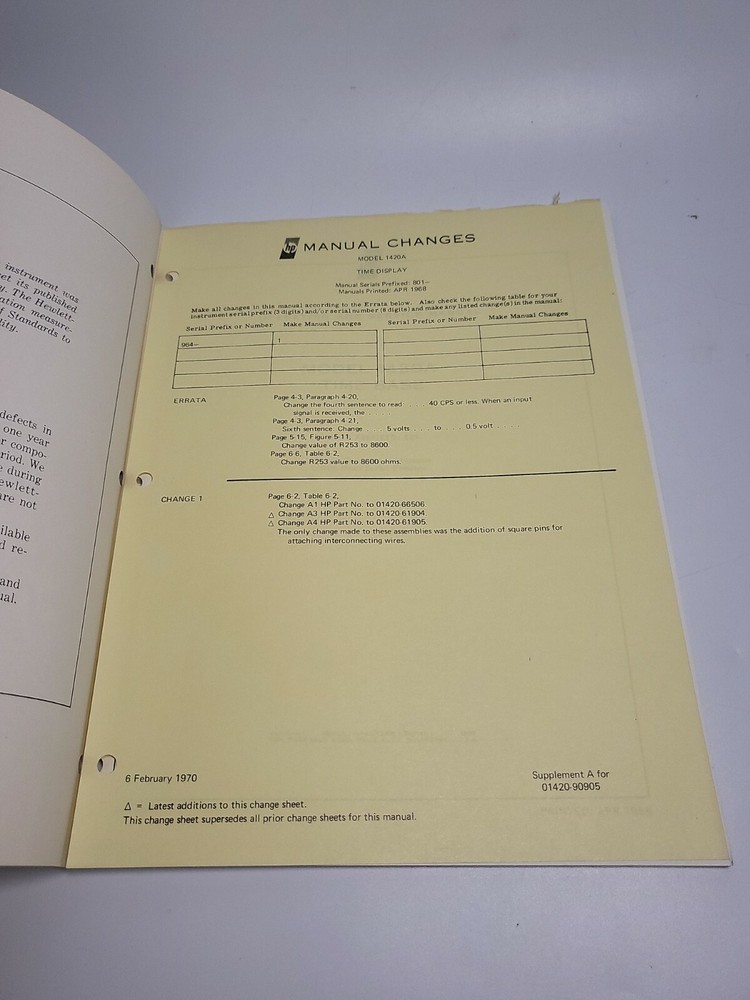 instrument was
et its published
y. The Hewlett-
ation measure-
f Standards to
ity.
defects in
one year
r compo-
riod. We
e during
ewlett-
are not
ilable
d re-
and
ual.
hp MANUAL CHANGES
MODEL 1420A
TIME DISPLAY
Manual Serials Prefixed: 801--
Manuals Printed: APR 1968
Make all changes in this manual according to the Errata below. Also check the following table for your
instrument serial prefix (3 digits) and/or serial number (8 digits) and make any listed change(s) in the manual:
Serial Prefix or Number Make Manual Changes Serial Prefix or Number Make Manual Changes
964-- 1
ERRATA Page 4-3, Paragraph 4-20,
Change the fourth sentence to read . . . . 40 CPS or less. When an input
signal is received, the . .
Page 4-3, Paragraph 4-21,
Sixth sentence: Change . . 5 volts . . . to . . . 0.5 volt . . . .
Page 5-15, Figure 5-11,
Change value of R253 to 8600.
Page 6-6, Table 6-2,
Change R253 value to 8600 ohms.
CHANGE 1 Page 6-2, Table 6-2,
Change A1 HP Part No. to 01420-66506
△ Change A3 HP Part No. to 01420-61904.
△ Change A4 HP Part No. to 01420-61905.
The only change made to these assemblies was the addition of square pins for
attaching interconnecting wires.
6 February 1970
Supplement A for
01420-90905
△ = Latest additions to this change sheet.
This change sheet supersedes all prior change sheets for this manual.